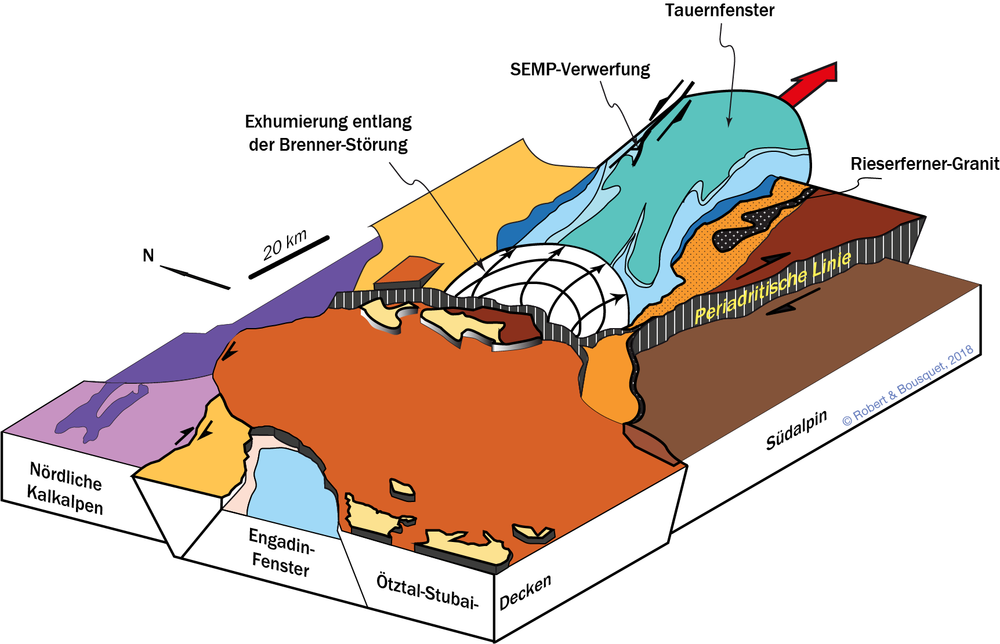 Tauernfenster
SEMP-Verwerfung
Exhumierung entlang
der Brenner-Störung
Rieserferner-Granit
20 km
N
Periadritische Linie
© Robert & Bousquet, 2018
Südalpin
Nördliche
Kalkalpen
Engadin-
Fenster
Ötztal-Stubai-
Decken